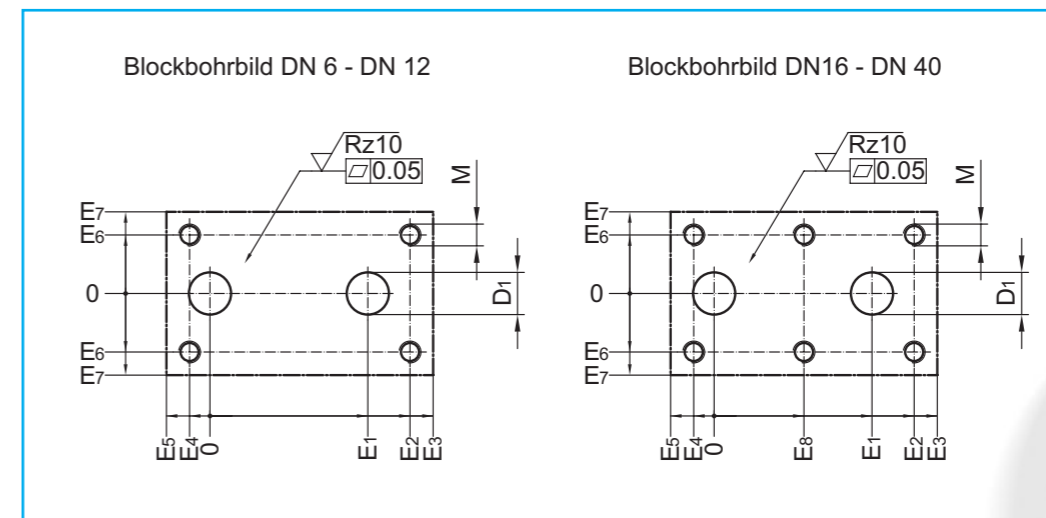 Blockbohrbild DN 6 - DN 12
Rz10
0.05
M
E7
E6
0
E6
E7
D1
E5
E4
0
E1
E2
E3
Blockbohrbild DN16 - DN 40
Rz10
0.05
M
E7
E6
0
E6
E7
D1
E5
E4
0
E8
E1
E2
E3